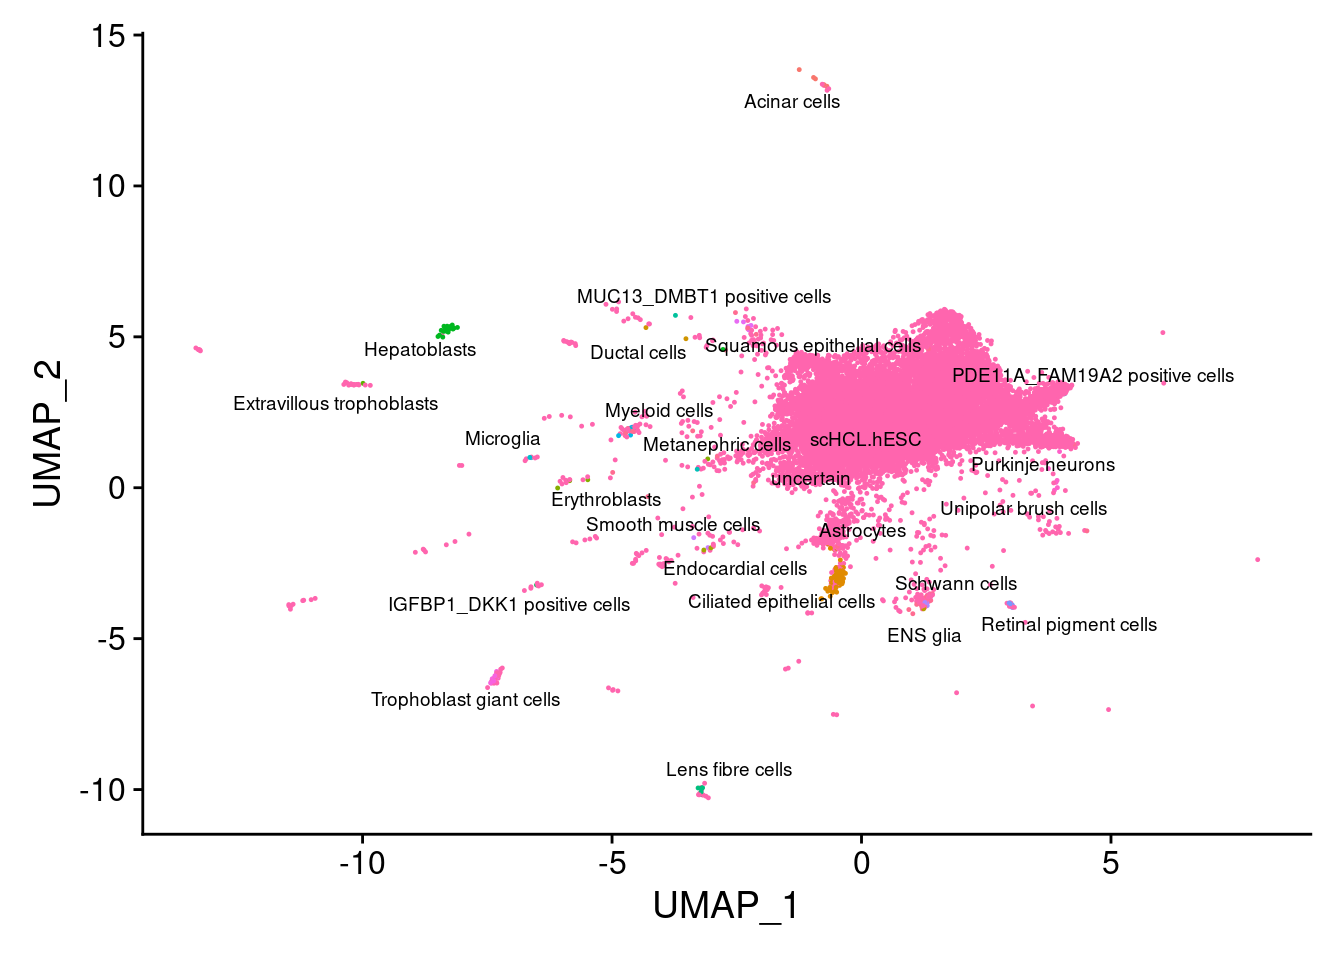 15
10
5
0
-5
-10
UMAP_2
Acinar cells
MUC13_DMBT1 positive cells
Hepatoblasts
Ductal cells
Squamous epithelial cells
PDE11A_FAM19A2 positive cells
Extravillous trophoblasts
Myeloid cells
Microglia
Metanephric cells
scHCL.hESC
Purkinje neurons
uncertain
Erythroblasts
Unipolar brush cells
Smooth muscle cells
Astrocytes
Endocardial cells
Schwann cells
IGFBP1_DKK1 positive cells
Ciliated epithelial cells
Retinal pigment cells
ENS glia
Trophoblast giant cells
Lens fibre cells
-10
-5
0
5
UMAP_1